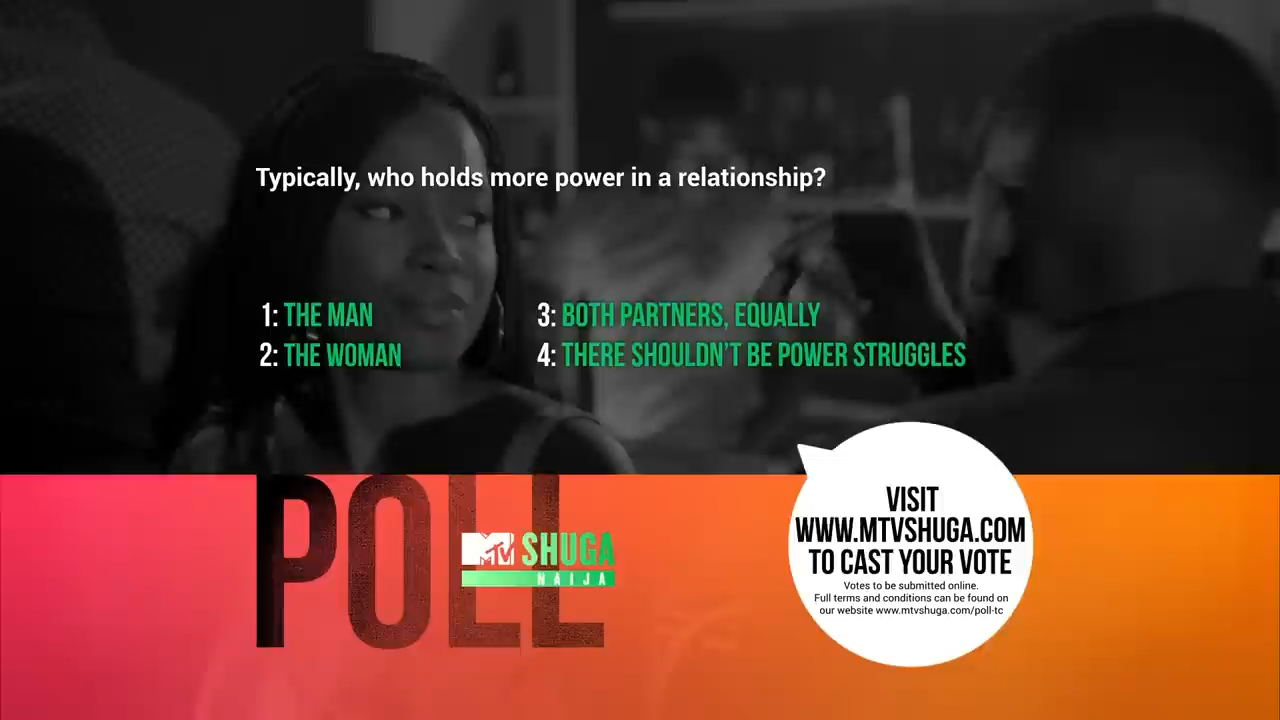 Typically, who holds more power in a relationship?
1: THE MAN
2: THE WOMAN
3: BOTH PARTNERS, EQUALLY
4: THERE SHOULDN'T BE POWER STRUGGLES
POLL
MTV SHUGA
NAIJA
VISIT
WWW.MTVSHUGA.COM
TO CAST YOUR VOTE
Votes to be submitted online.
Full terms and conditions can be found on
our website www.mtvshuga.com/poll-tc